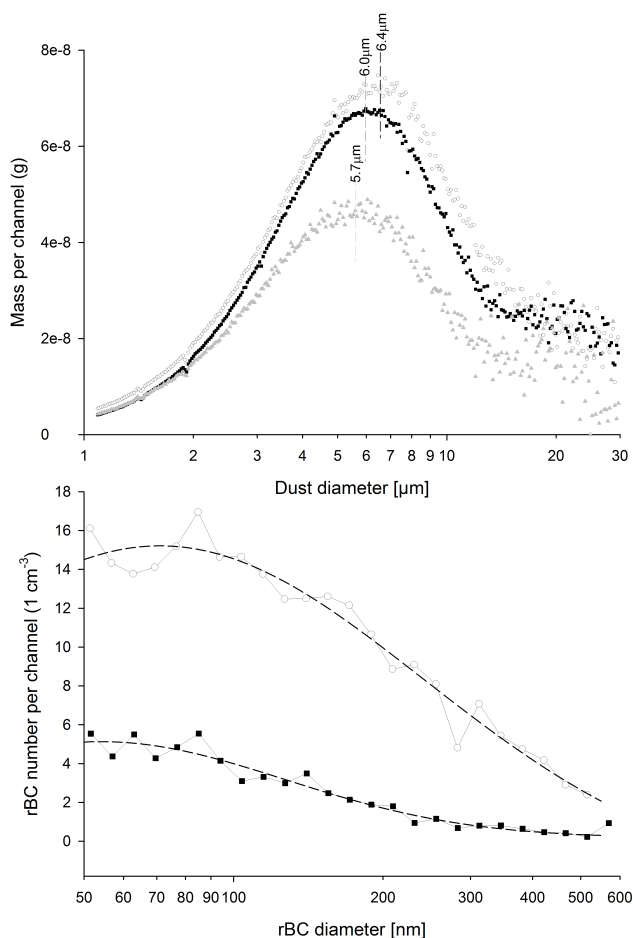 8e-8
6e-8
4e-8
2e-8
0
Mass per channel (g)
5.7µm
6.0µm
6.4µm
1 2 3 4 5 6 7 8 9 10 20 30
Dust diameter [µm]
18
16
14
12
10
8
6
4
2
0
rBC number per channel (1 cm-3)
50 60 70 80 90 100 200 300 400 500 600
rBC diameter [nm]